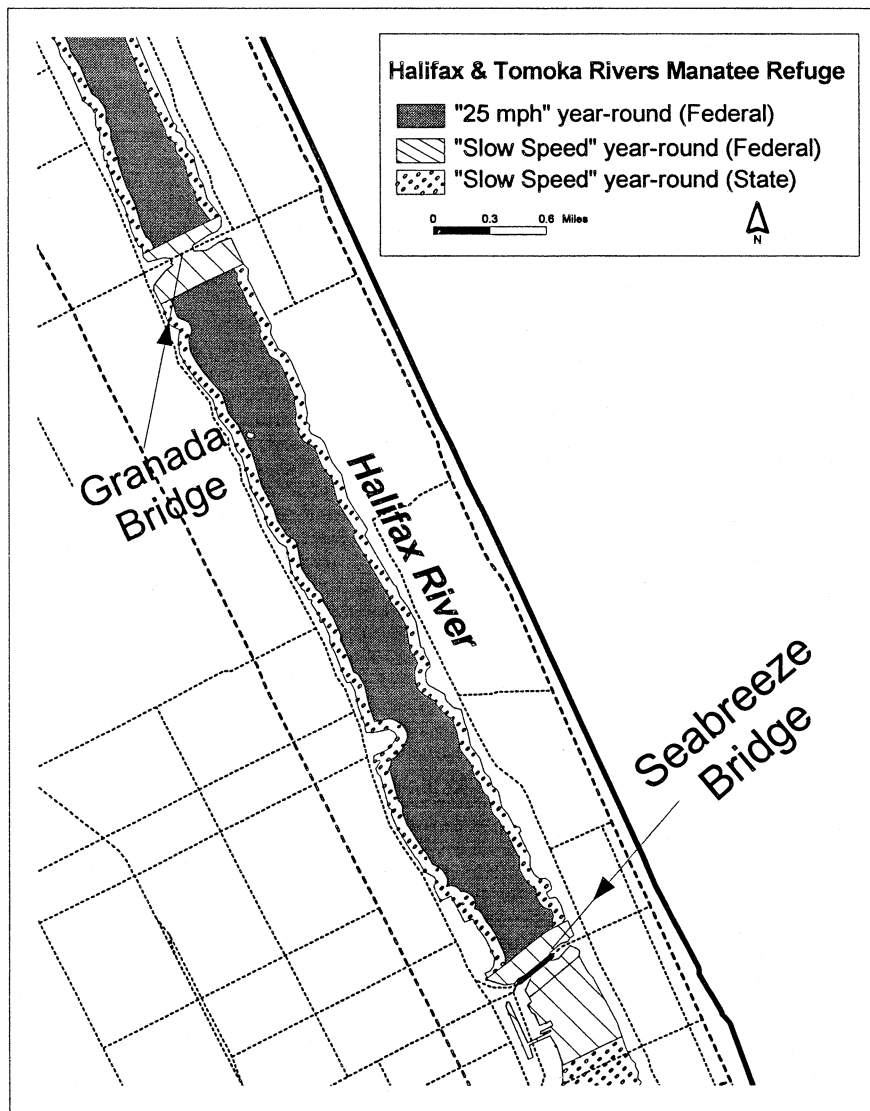 Halifax & Tomoka Rivers Manatee Refuge
"25 mph" year-round (Federal)
"Slow Speed" year-round (Federal)
"Slow Speed" year-round (State)
0 0.3 0.6 Miles
N
Granada
Bridge
Halifax River
Seabreeze
Bridge